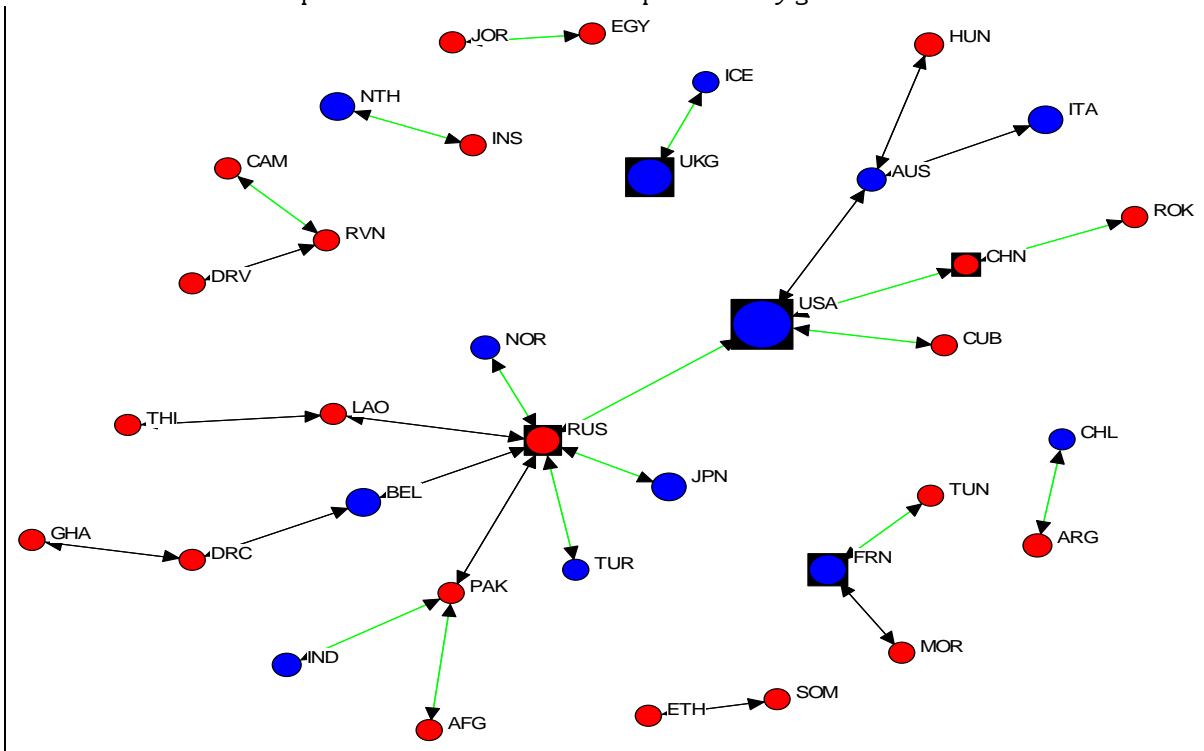 JOR
EGY
HUN
ICE
NTH
ITA
INS
CAM
UKG
AUS
ROK
RVN
CHN
DRV
USA
NOR
CUB
THI
LAO
RUS
CHL
JPN
BEL
TUN
GHA
DRC
TUR
FRN
ARG
PAK
IND
MOR
SOM
ETH
AFG